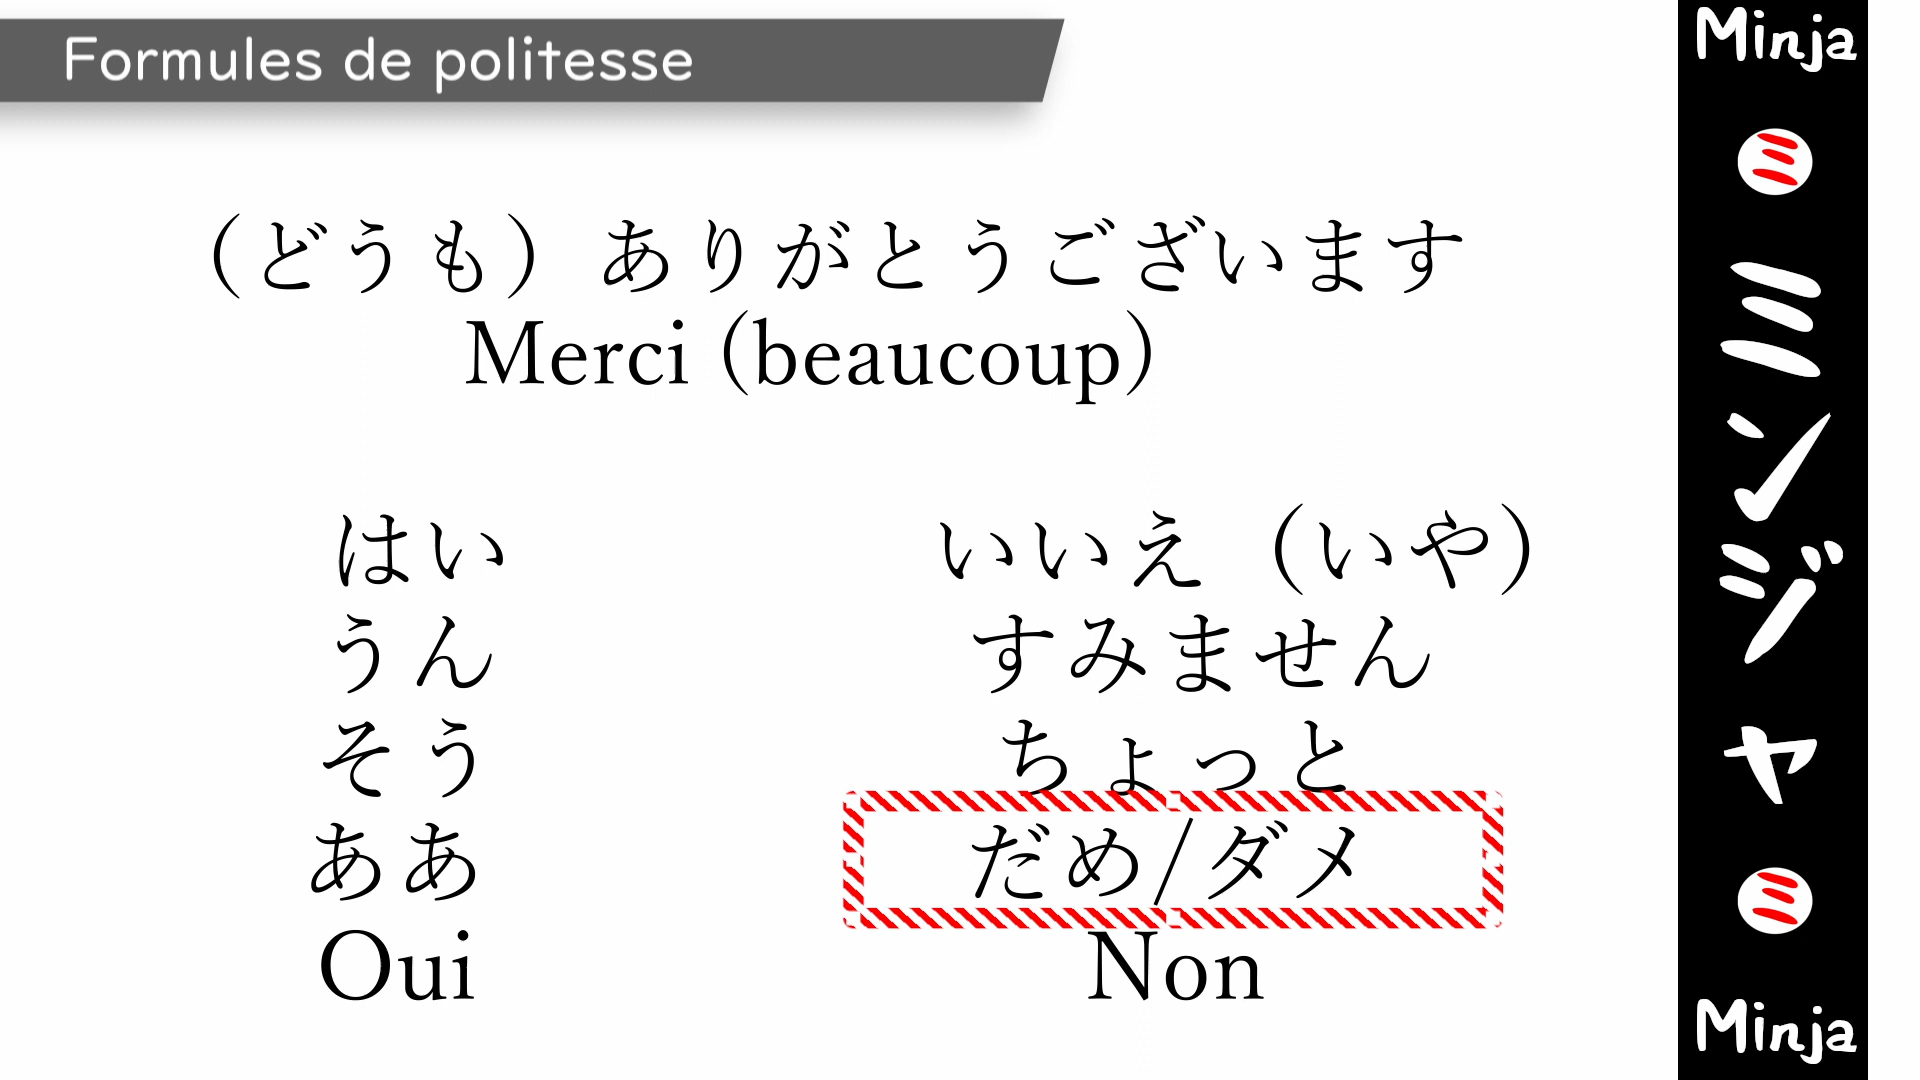 Formules de politesse
（どうも）ありがとうございます
Merci (beaucoup)
はい
うん
そう
ああ
Oui
いいえ（いや）
すみません
ちょっと
だめ/ダメ
Non
Minja
ミ
ミンジャ
ミ
Minja